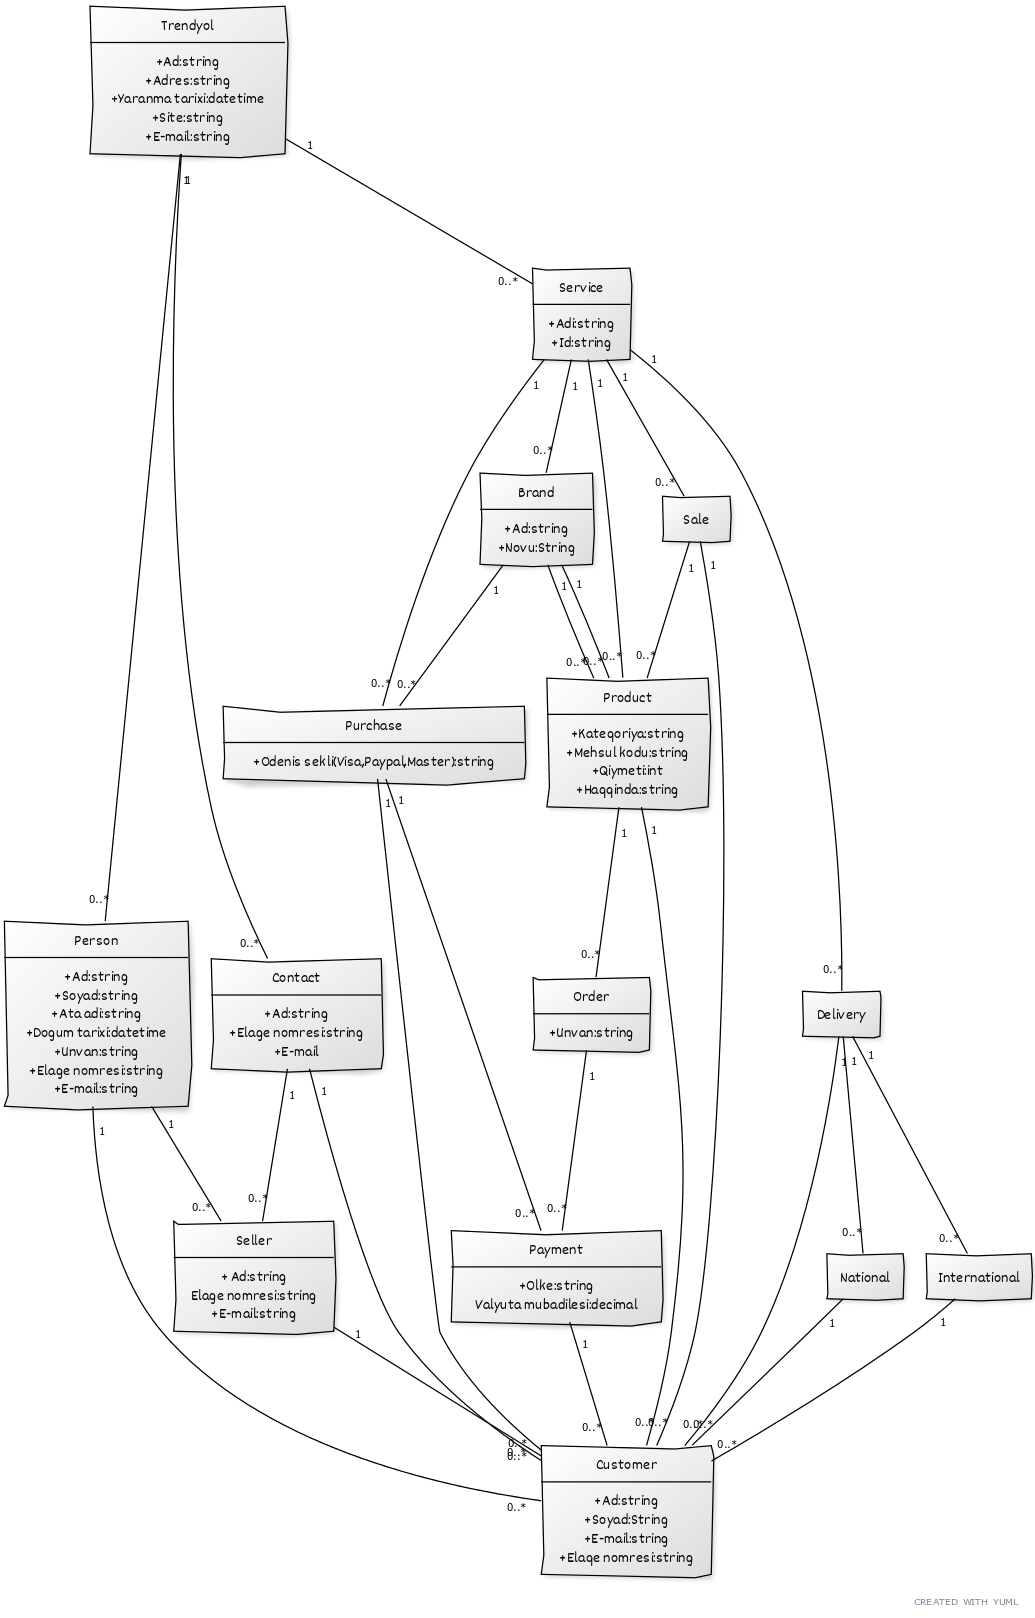 Trendyol
+Ad:string
+Adres:string
+Yaranma tarixi:datetime
+Site:string
+E-mail:string
1
1
1
0..*
Service
+Adi:string
+Id:string
1
1
1
1
1
0..*
0..*
Brand
+Ad:string
+Novu:String
Sale
1
1
1
1
1
0..*
0..*
0..*
0..*
0..*
0..*
Purchase
+Odenis sekli(Visa,Paypal,Master):string
Product
+Kateqoriya:string
+Mehsul kodu:string
+Qiymeti:int
+Haqqinda:string
1
1
1
1
0..*
0..*
0..*
0..*
Person
+Ad:string
+Soyad:string
+Ata adi:string
+Dogum tarixi:datetime
+Unvan:string
+Elage nomresi:string
+E-mail:string
Contact
+Ad:string
+Elage nomresi:string
+E-mail
Order
+Unvan:string
Delivery
1
1
1
1
1
1
1
1
0..*
0..*
0..*
0..*
0..*
0..*
Seller
+ Ad:string
Elage nomresi:string
+E-mail:string
Payment
+Olke:string
Valyuta mubadilesi:decimal
National
International
1
1
1
1
0..*
0..*
0..*
0..*
0..*
0..*
0..*
0..*
0..*
0..*
0..*
Customer
+Ad:string
+Soyad:String
+E-mail:string
+Elaqe nomresi:string
CREATED WITH YUML